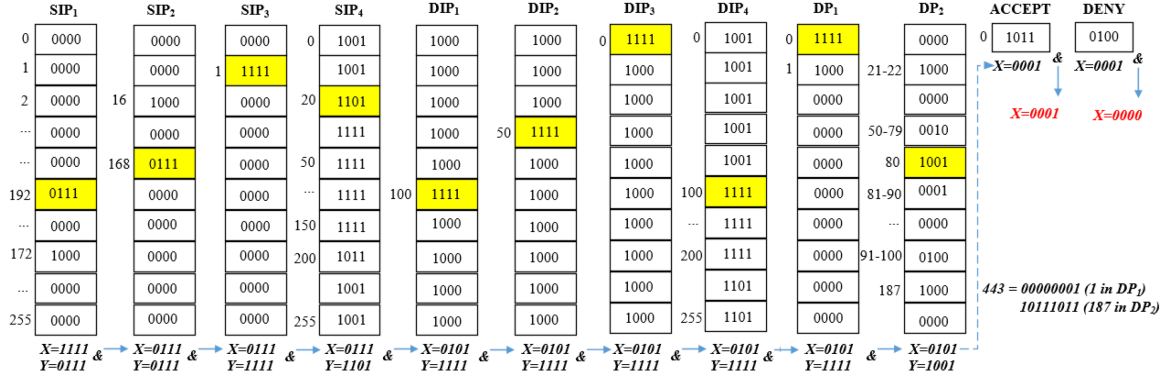 SIP₁ SIP₂ SIP₃ SIP₄ DIP₁ DIP₂ DIP₃ DIP₄ DP₁ DP₂ ACCEPT DENY
0 0000 0000 0000 0 1001 1000 1000 0 1111 0 1001 0 1111 0000 0 1011 0100
1 0000 0000 1 1111 1001 1000 1000 1000 1001 1 1000 21-22 1000 X=0001 & X=0001 &
2 0000 16 1000 0000 20 1101 1000 1000 1000 1001 0000 0000 X=0001 X=0000
... 0000 0000 0000 1111 1000 50 1111 1000 1001 0000 50-79 0010
... 0000 168 0111 0000 50 1111 1000 1000 1000 1001 0000 80 1001
192 0111 0000 0000 ... 1111 100 1111 1000 1000 100 1111 0000 81-90 0001
... 0000 0000 0000 150 1111 1000 1000 1000 ... 1111 0000 ... 0000
172 1000 0000 0000 200 1011 1000 1000 1000 200 1111 0000 91-100 0100
... 0000 0000 0000 1001 1000 1000 1000 1101 0000 187 1000 443 = 00000001 (1 in DP₁)
255 0000 0000 0000 255 1001 1000 1000 1000 255 1101 0000 0000 10111011 (187 in DP₂)
X=1111 & X=0111 & X=0111 & X=0111 & X=0101 & X=0101 & X=0101 & X=0101 & X=0101 & X=0101
Y=0111 Y=0111 Y=1111 Y=1101 Y=1111 Y=1111 Y=1111 Y=1111 Y=1111 Y=1001